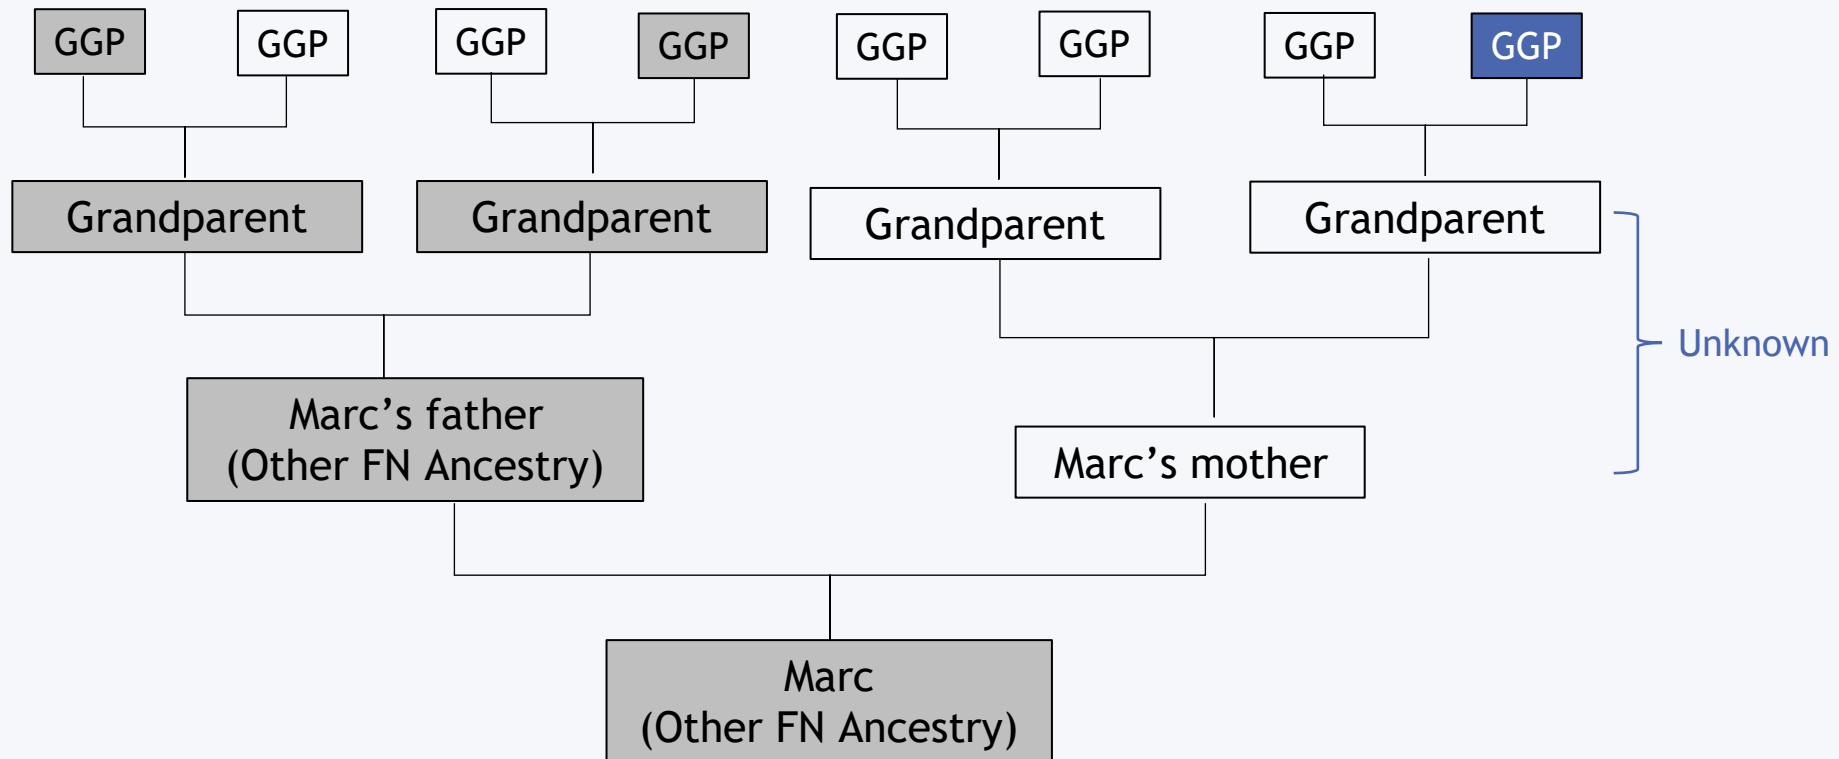 GGP
GGP
GGP
GGP
GGP
GGP
GGP
GGP
Grandparent
Grandparent
Grandparent
Grandparent
Unknown
Marc’s father
(Other FN Ancestry)
Marc’s mother
Marc
(Other FN Ancestry)